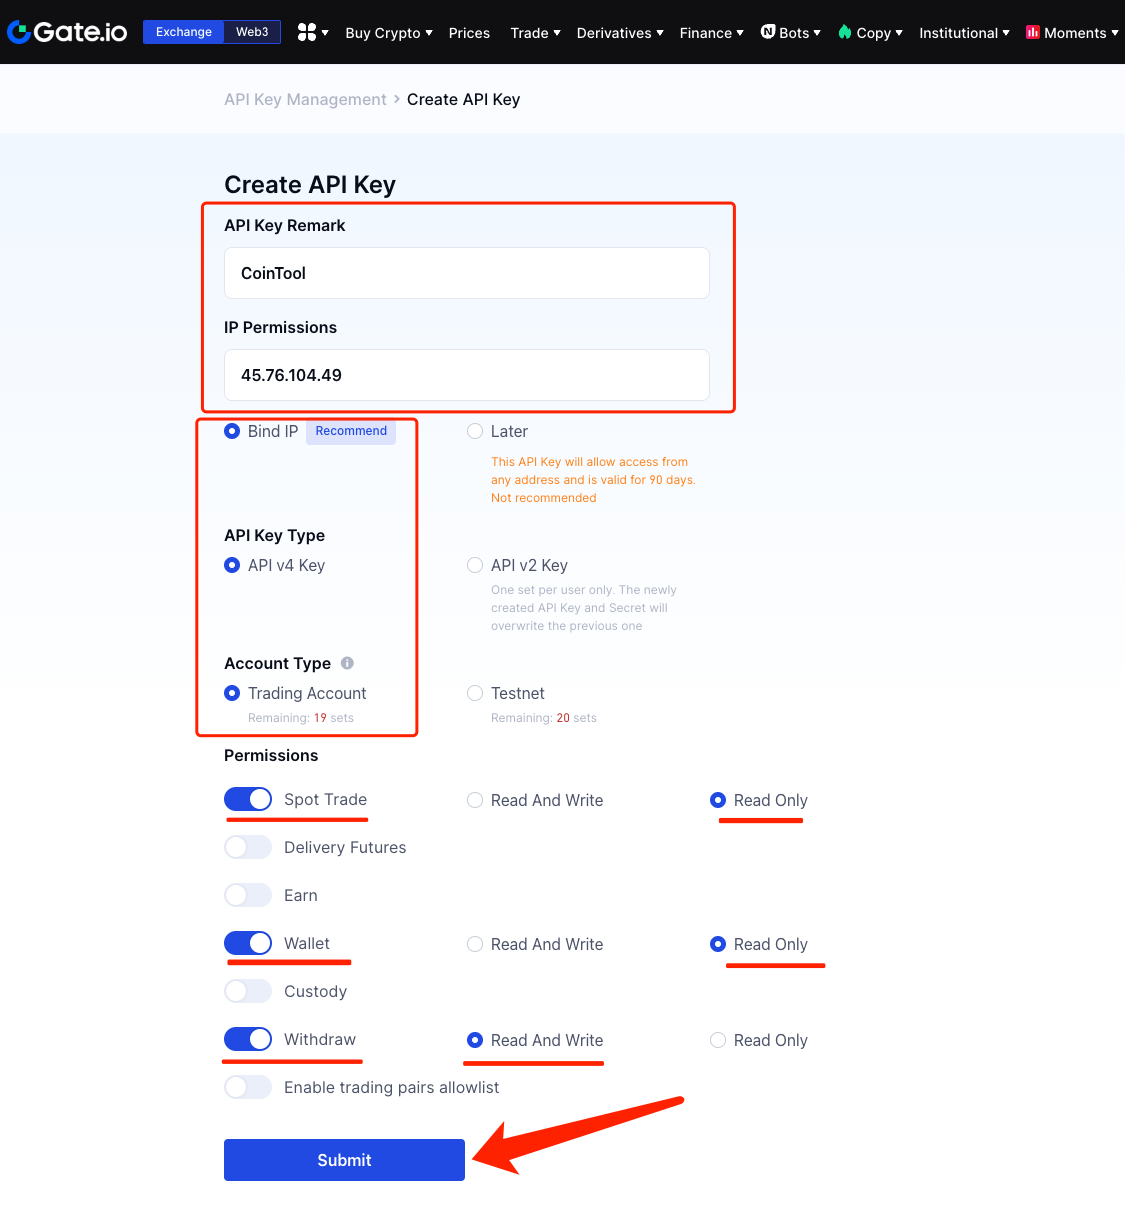 Gate.io Exchange Web3 Buy Crypto Prices Trade Derivatives Finance Bots Copy Institutional Moments
API Key Management > Create API Key
Create API Key
API Key Remark
CoinTool
IP Permissions
45.76.104.49
Bind IP Recommend Later
This API Key will allow access from
any address and is valid for 90 days.
Not recommended
API Key Type
API v4 Key API v2 Key
One set per user only. The newly
created API Key and Secret will
overwrite the previous one
Account Type
Trading Account Testnet
Remaining: 19 sets Remaining: 20 sets
Permissions
Spot Trade Read And Write Read Only
Delivery Futures
Earn
Wallet Read And Write Read Only
Custody
Withdraw Read And Write Read Only
Enable trading pairs allowlist
Submit